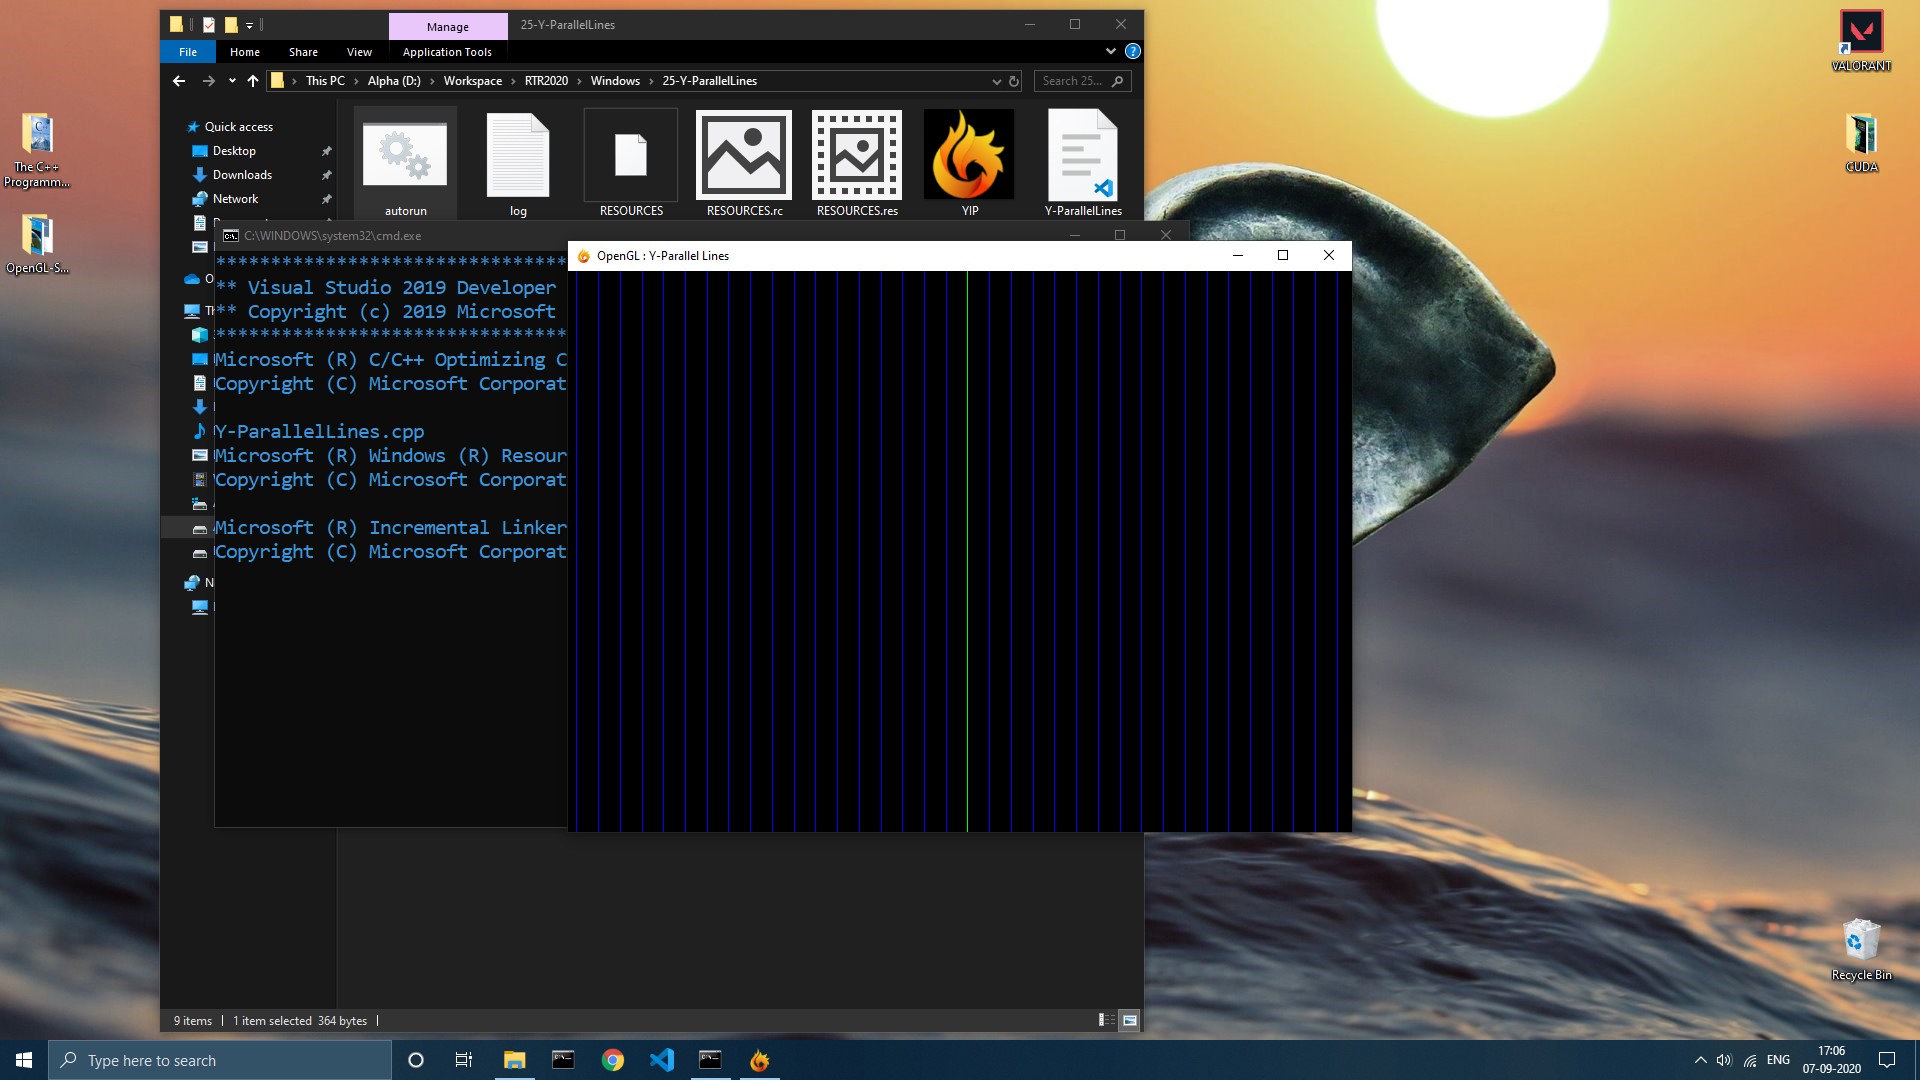 Manage
25-Y-ParallelLines
File
Home
Share
View
Application Tools
This PC
Alpha (D:)
Workspace
RTR2020
Windows
25-Y-ParallelLines
Search 25...
Quick access
Desktop
Downloads
Network
autorun
log
RESOURCES
RESOURCES.rc
RESOURCES.res
YIP
Y-ParallelLines
C:\WINDOWS\system32\cmd.exe
OpenGL : Y-Parallel Lines
********************************
** Visual Studio 2019 Developer
** Copyright (c) 2019 Microsoft
********************************
Microsoft (R) C/C++ Optimizing C
Copyright (C) Microsoft Corporat
Y-ParallelLines.cpp
Microsoft (R) Windows (R) Resour
Copyright (C) Microsoft Corporat
Microsoft (R) Incremental Linker
Copyright (C) Microsoft Corporat
9 items
1 item selected 364 bytes
The C++
Programm...
OpenGL-S...
VALORANT
CUDA
Recycle Bin
Type here to search
ENG
17:06
07-09-2020